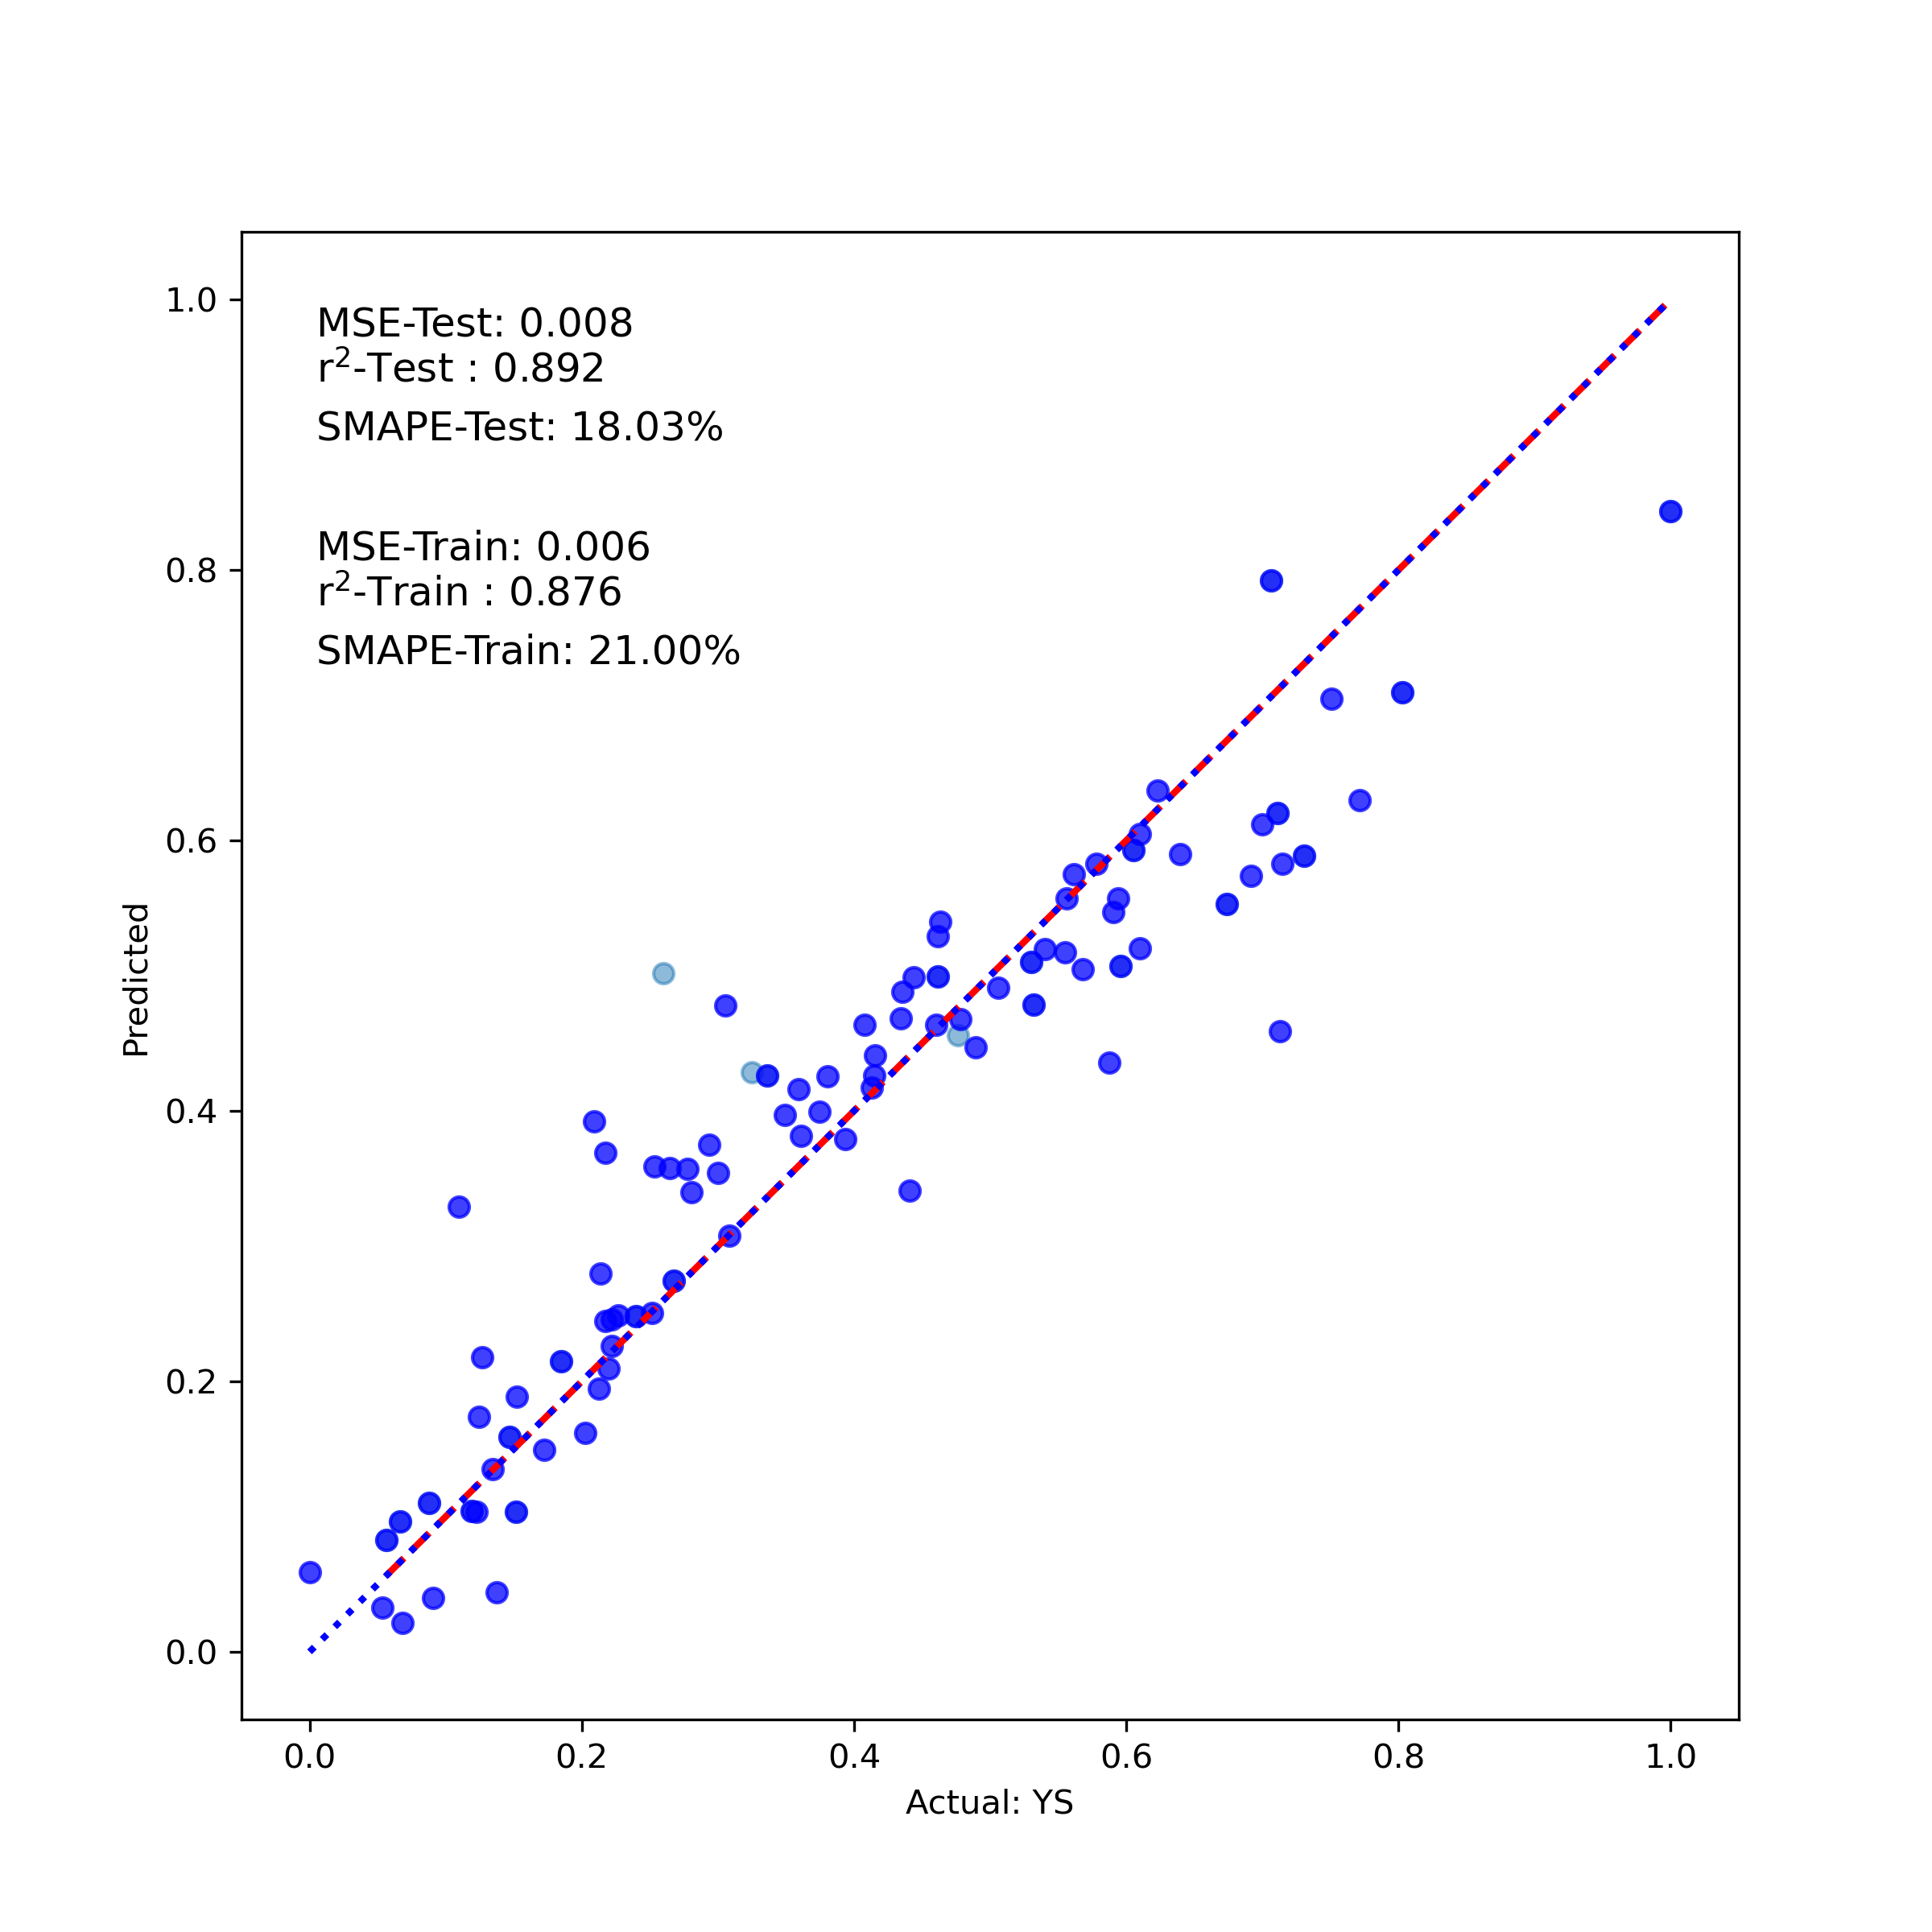 MSE-Test: 0.008
r²-Test : 0.892
SMAPE-Test: 18.03%
MSE-Train: 0.006
r²-Train : 0.876
SMAPE-Train: 21.00%
Predicted
1.0
0.8
0.6
0.4
0.2
0.0
0.0 0.2 0.4 0.6 0.8 1.0
Actual: YS